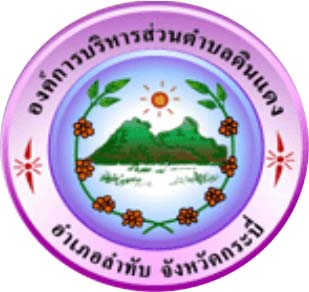 องค์การบริหารส่วนตำบลดินแดง
อำเภอลำทับ จังหวัดกระบี่